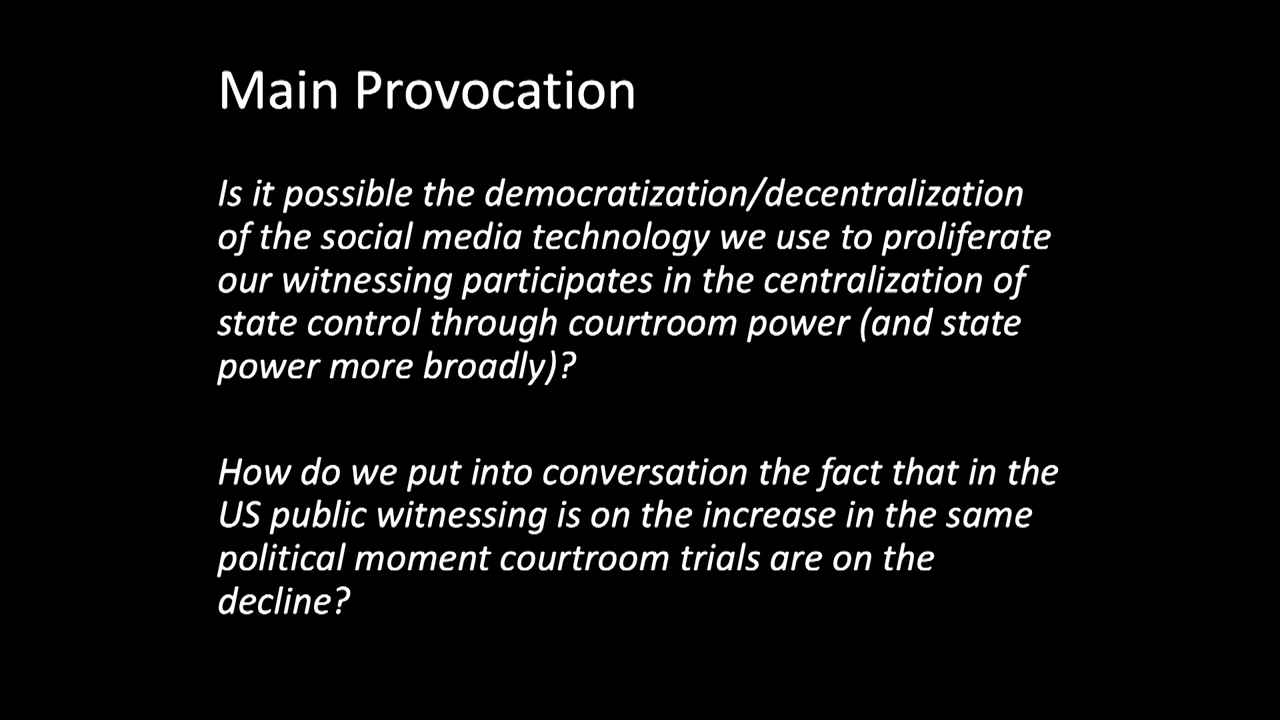 Main Provocation
Is it possible the democratization/decentralization
of the social media technology we use to proliferate
our witnessing participates in the centralization of
state control through courtroom power (and state
power more broadly)?
How do we put into conversation the fact that in the
US public witnessing is on the increase in the same
political moment courtroom trials are on the
decline?